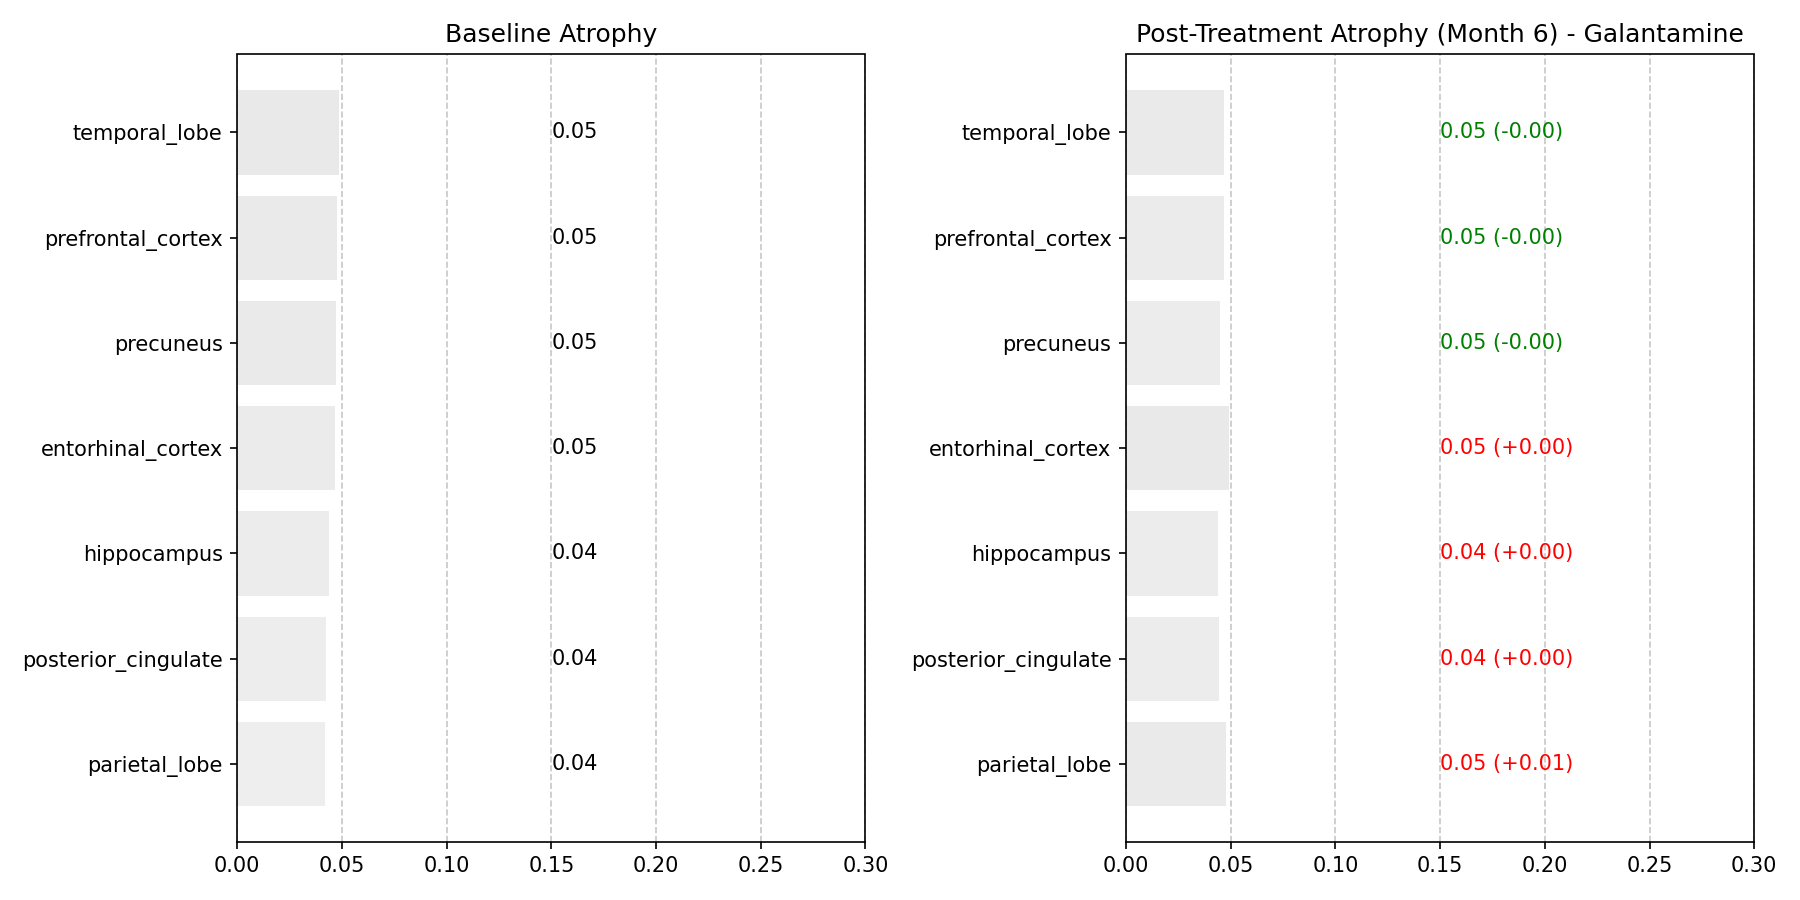 Baseline Atrophy
temporal_lobe 0.05
prefrontal_cortex 0.05
precuneus 0.05
entorhinal_cortex 0.05
hippocampus 0.04
posterior_cingulate 0.04
parietal_lobe 0.04
0.00 0.05 0.10 0.15 0.20 0.25 0.30
Post-Treatment Atrophy (Month 6) - Galantamine
temporal_lobe 0.05 (-0.00)
prefrontal_cortex 0.05 (-0.00)
precuneus 0.05 (-0.00)
entorhinal_cortex 0.05 (+0.00)
hippocampus 0.04 (+0.00)
posterior_cingulate 0.04 (+0.00)
parietal_lobe 0.05 (+0.01)
0.00 0.05 0.10 0.15 0.20 0.25 0.30